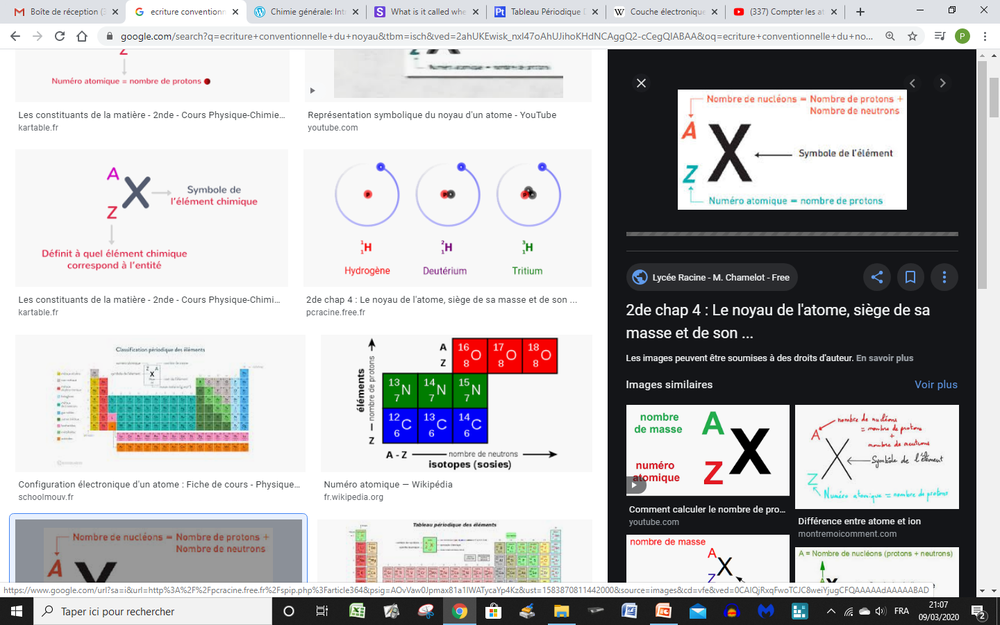 Boîte de réception (3
ecriture conventionn
Chimie générale: Int
What is it called whe
Tableau Périodique D
Couche électronique
(337) Compter les at
google.com/search?q=ecriture+conventionnelle+du+noyau&tbm=isch&ved=2ahUKEwisk_nxl47oAhUJihoKHdNCAggQ2-cCegQIABAA&oq=ecriture+conventionnelle+du+no...
P
Z
Numéro atomique = nombre de protons
Les constituants de la matière - 2nde - Cours Physique-Chimie...
kartable.fr
Représentation symbolique du noyau d'un atome - YouTube
youtube.com
A
X
Z
Symbole de
l'élément chimique
Définit à quel élément chimique
correspond à l'entité
Les constituants de la matière - 2nde - Cours Physique-Chimi...
kartable.fr
P
P
P
1 1 H
2 1 H
3 1 H
Hydrogène
Deutérium
Tritium
2de chap 4 : Le noyau de l'atome, siège de sa masse et de son ...
pcracine.free.fr
Classification périodique des éléments
Configuration électronique d'un atome : Fiche de cours - Physique...
schoolmouv.fr
éléments
Z — nombre de protons
A
Z
16 8 O 17 8 O 18 8 O
13 7 N 14 7 N 15 7 N
12 6 C 13 6 C 14 6 C
A - Z nombre de neutrons
isotopes (sosies)
Numéro atomique — Wikipédia
fr.wikipedia.org
Nombre de nucléons = Nombre de protons +
Nombre de neutrons
A
X
Tableau périodique des éléments
Nombre de nucléons = Nombre de protons +
Nombre de neutrons
A
X
Symbole de l'élément
Z
Numéro atomique = nombre de protons
Lycée Racine - M. Chamelot - Free
2de chap 4 : Le noyau de l'atome, siège de sa
masse et de son ...
Les images peuvent être soumises à des droits d'auteur. En savoir plus
Images similaires
Voir plus
nombre
de masse
A
X
numéro
atomique
Z
Comment calculer le nombre de pro...
youtube.com
nombre de nucléons
= nombre de protons
+
nombre de neutrons
A
X
Symbole de l'élément
Z
Numéro atomique = nombre de protons
Différence entre atome et ion
montremoicomment.com
nombre de masse
A
X
Z
A = Nombre de nucléons (protons + neutrons)
https://www.google.com/url?sa=i&url=http%3A%2F%2Fpcracine.free.fr%2Fspip.php%3Farticle364&psig=AOvVaw0Jpmax81a1IWATycaYp4Kz&ust=1583870811442000&source=images&cd=vfe&ved=0CAIQjRxqFwoTCJC8weiYjugCFQAAAAAdAAAAABAD
Taper ici pour rechercher
FRA
21:07
09/03/2020
2